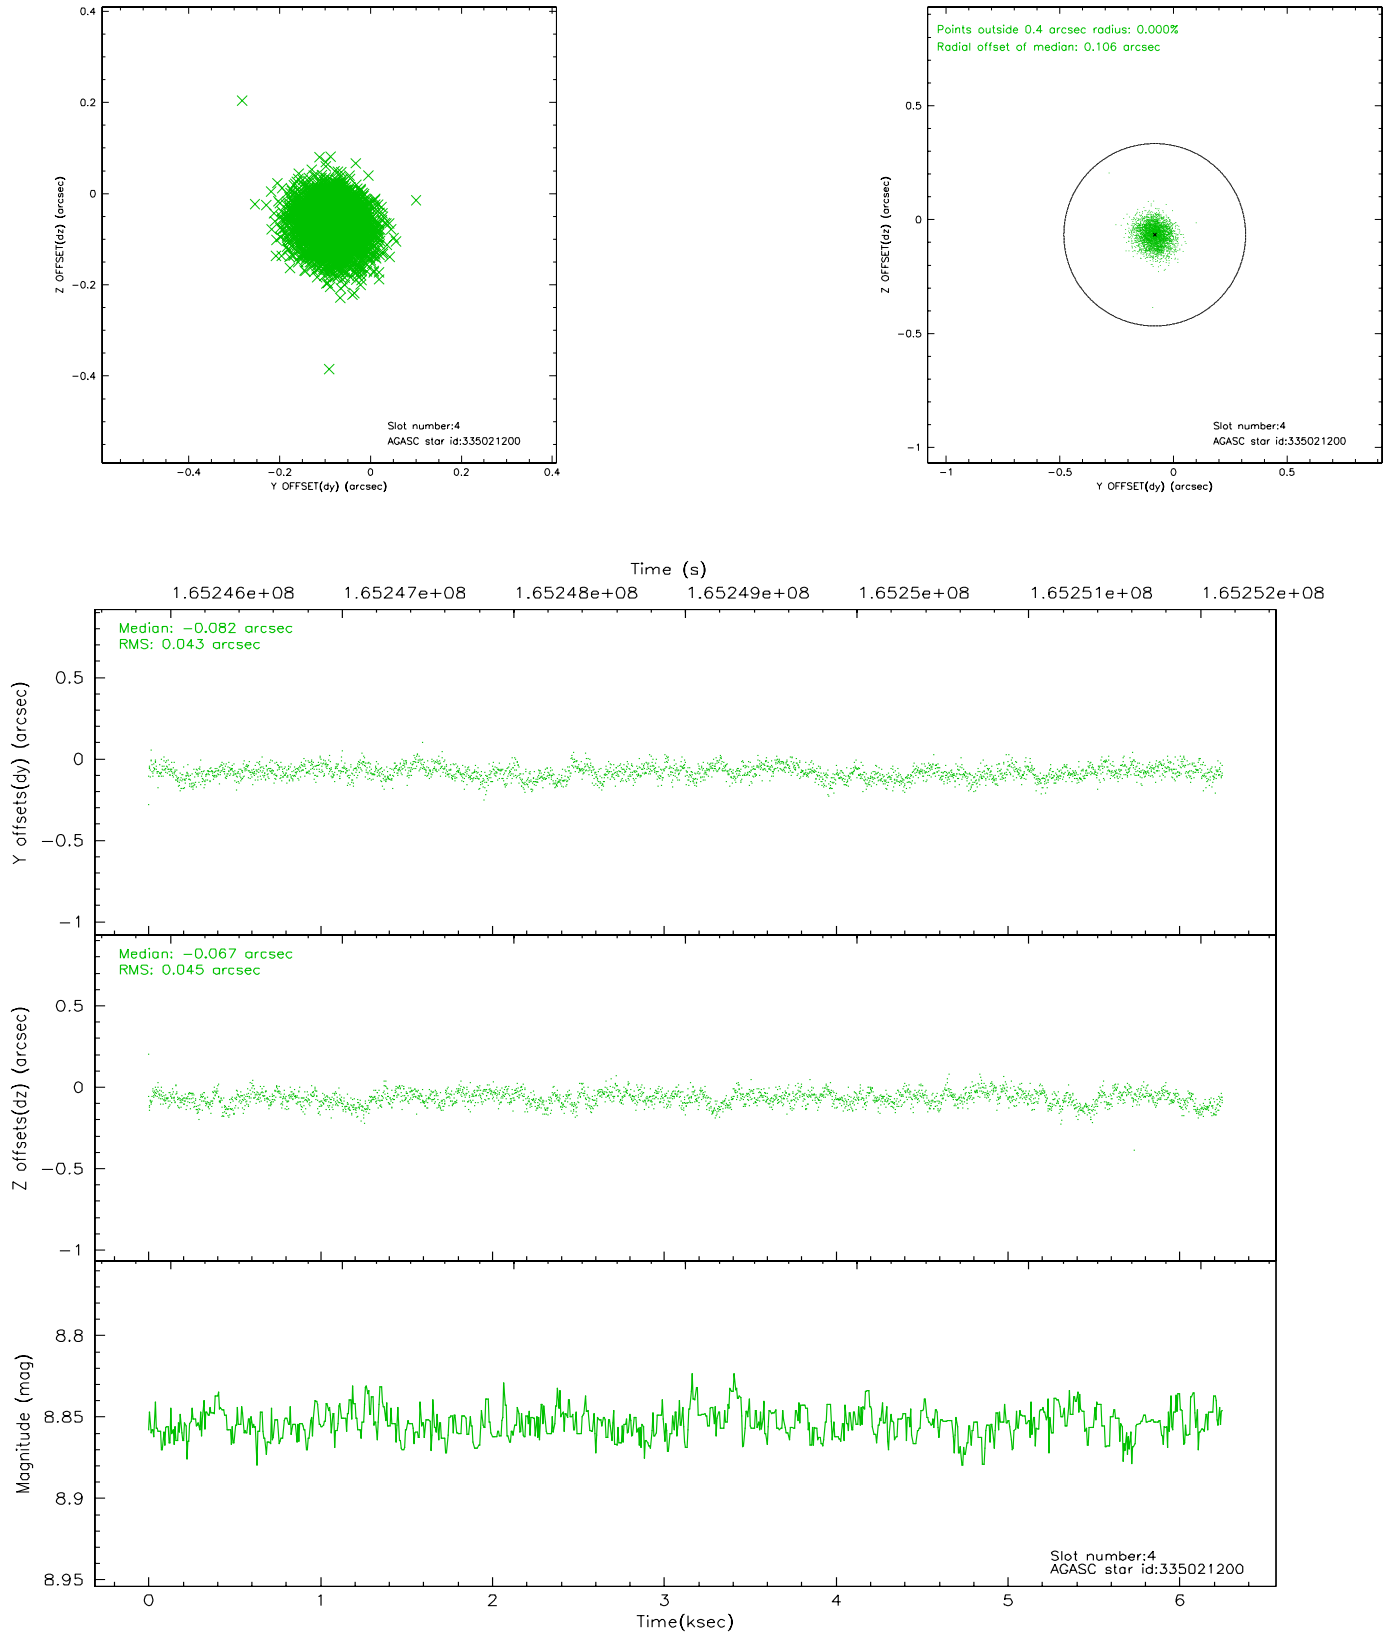 0.4
0.2
0
−0.2
−0.4
Z OFFSET(dz) (arcsec)
−0.4
−0.2
0
0.2
0.4
Y OFFSET(dy) (arcsec)
Slot number:4
AGASC star id:335021200
Points outside 0.4 arcsec radius: 0.000%
Radial offset of median: 0.106 arcsec
0.5
0
−0.5
−1
Z OFFSET(dz) (arcsec)
−1
−0.5
0
0.5
Y OFFSET(dy) (arcsec)
Slot number:4
AGASC star id:335021200
Time (s)
1.65246e+08
1.65247e+08
1.65248e+08
1.65249e+08
1.6525e+08
1.65251e+08
1.65252e+08
Median: −0.082 arcsec
RMS: 0.043 arcsec
0.5
0
−0.5
−1
Y offsets(dy) (arcsec)
Median: −0.067 arcsec
RMS: 0.045 arcsec
0.5
0
−0.5
−1
Z offsets(dz) (arcsec)
8.8
8.85
8.9
8.95
Magnitude (mag)
Slot number:4
AGASC star id:335021200
0
1
2
3
4
5
6
Time(ksec)